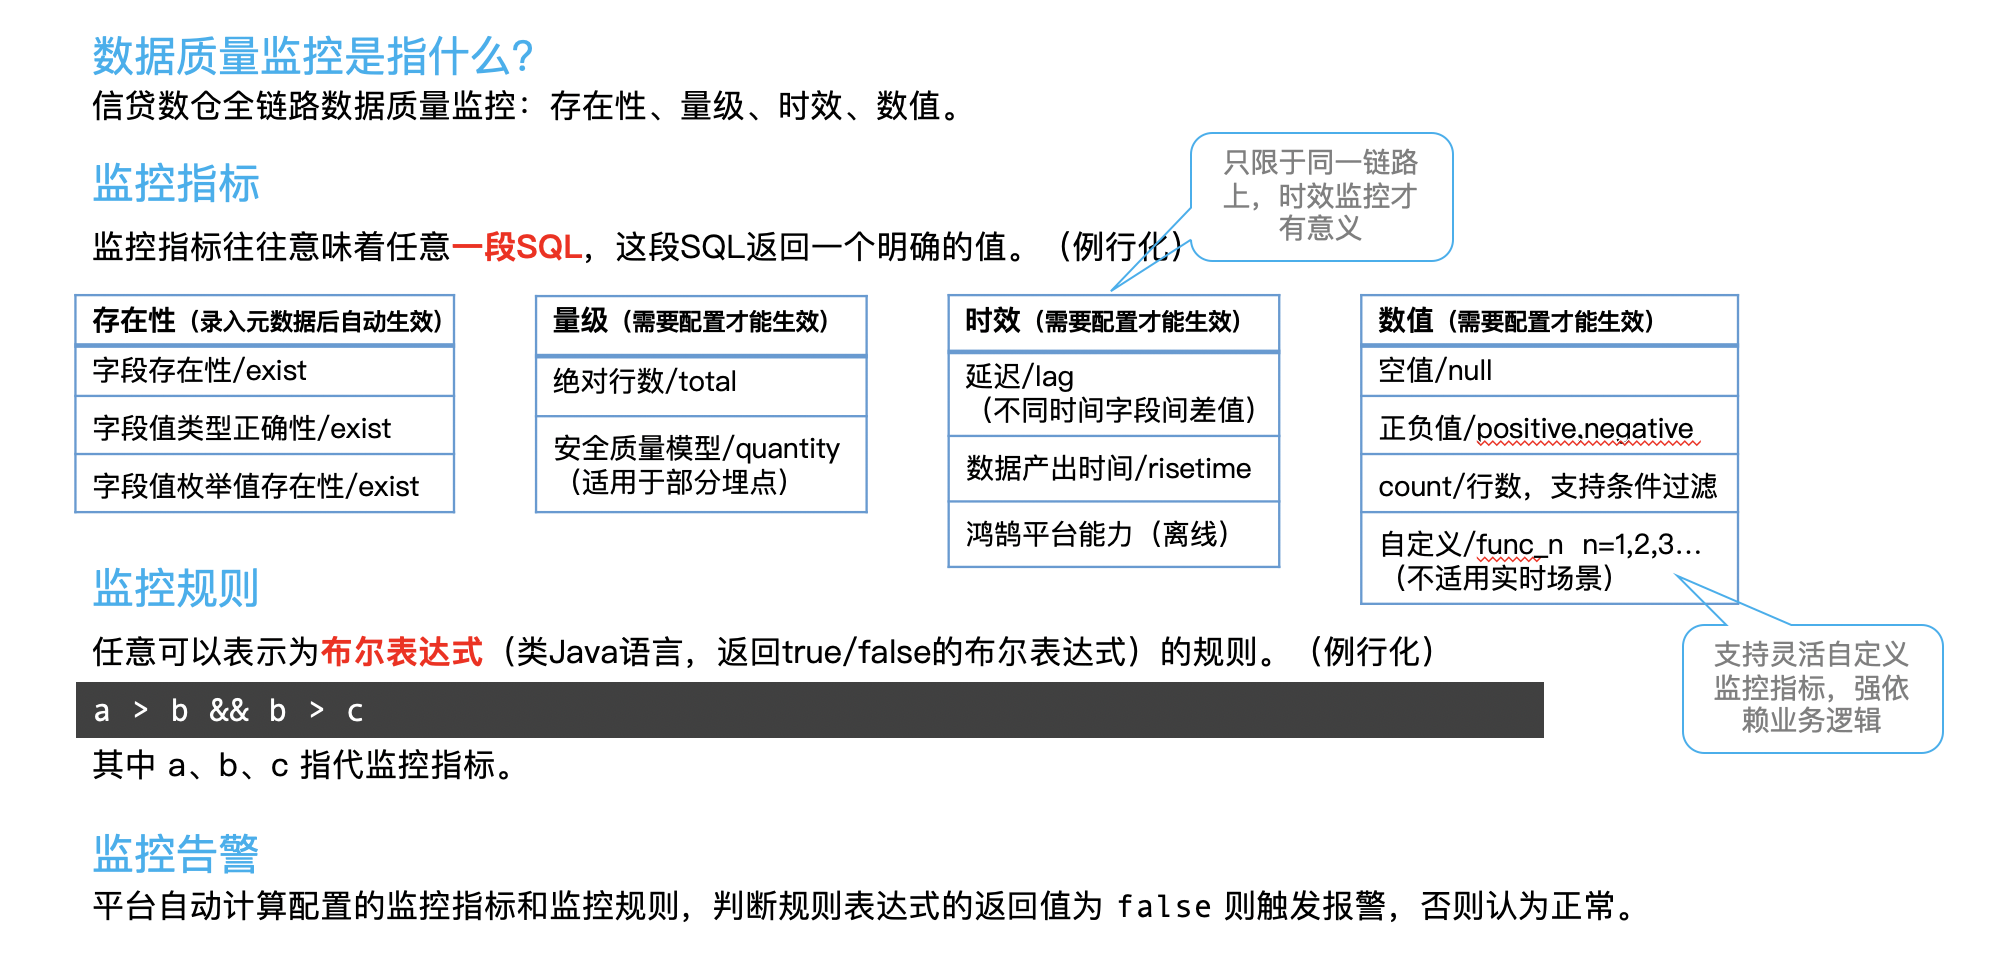 数据质量监控是指什么?
信贷数仓全链路数据质量监控：存在性、量级、时效、数值。
监控指标
只限于同一链路
上，时效监控才
有意义
监控指标往往意味着任意一段SQL，这段SQL返回一个明确的值。（例行化）
存在性（录入元数据后自动生效）
字段存在性/exist
字段值类型正确性/exist
字段值枚举值存在性/exist
量级（需要配置才能生效）
绝对行数/total
安全质量模型/quantity
（适用于部分埋点）
时效（需要配置才能生效）
延迟/lag
（不同时间字段间差值）
数据产出时间/risetime
鸿鹄平台能力（离线）
数值（需要配置才能生效）
空值/null
正负值/positive.negative
count/行数，支持条件过滤
自定义/func_n n=1,2,3...
（不适用实时场景）
支持灵活自定义
监控指标，强依
赖业务逻辑
监控规则
任意可以表示为布尔表达式（类Java语言，返回true/false的布尔表达式）的规则。（例行化）
a > b && b > c
其中 a、b、c 指代监控指标。
监控告警
平台自动计算配置的监控指标和监控规则，判断规则表达式的返回值为 false 则触发报警，否则认为正常。